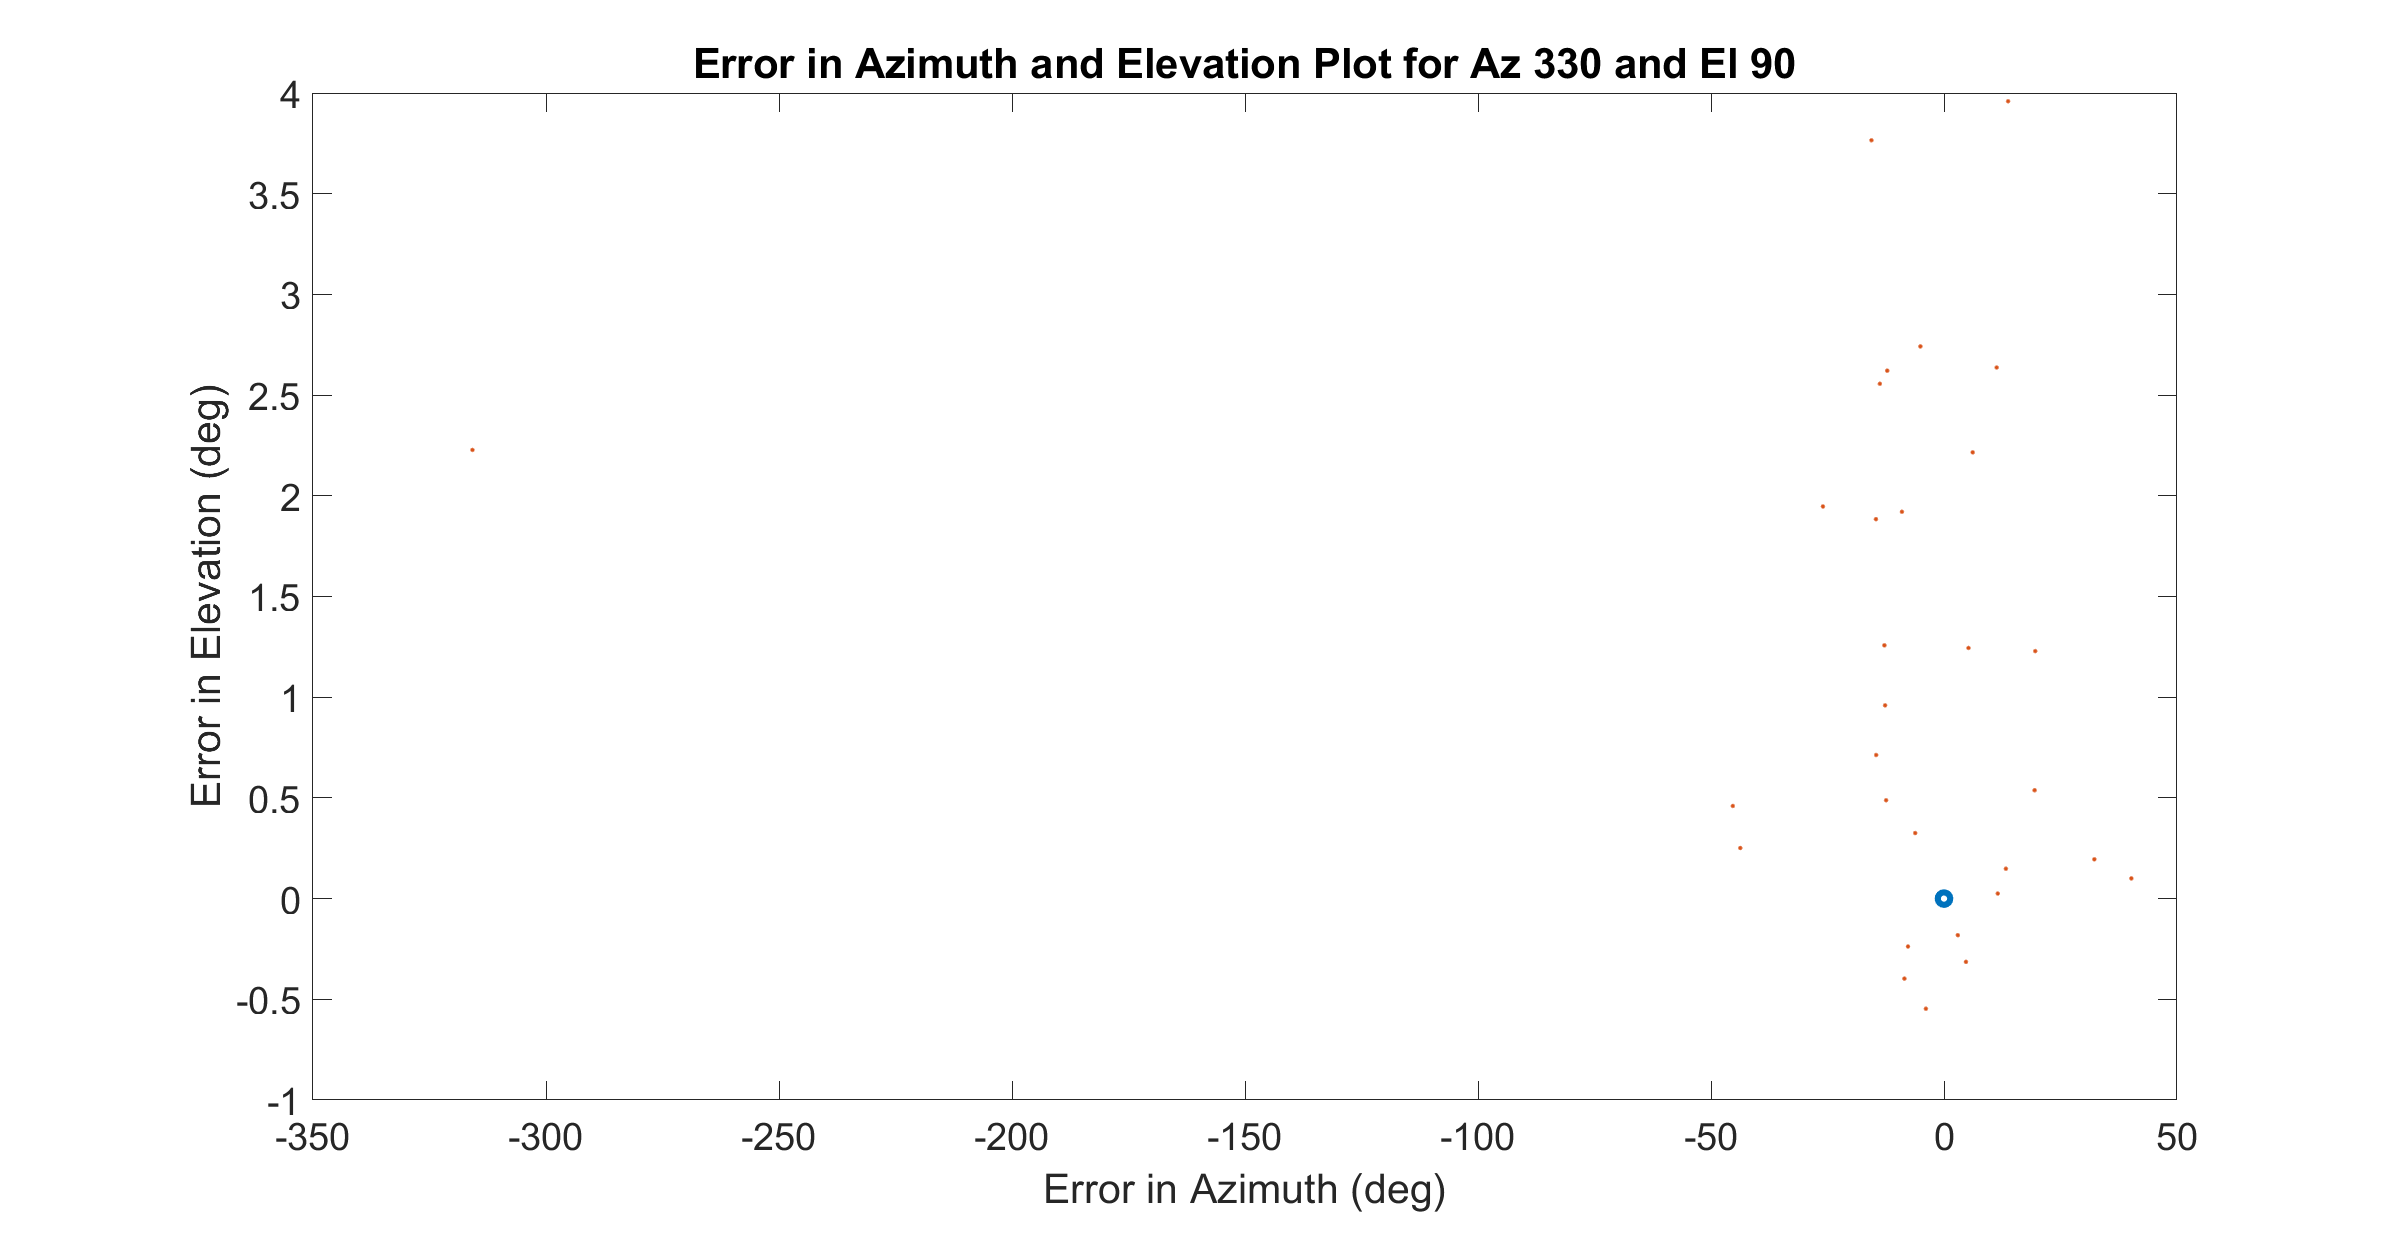 Error in Azimuth and Elevation Plot for Az 330 and El 90
4
3.5
3
2.5
2
1.5
1
0.5
0
-0.5
-1
Error in Elevation (deg)
-350 -300 -250 -200 -150 -100 -50 0 50
Error in Azimuth (deg)